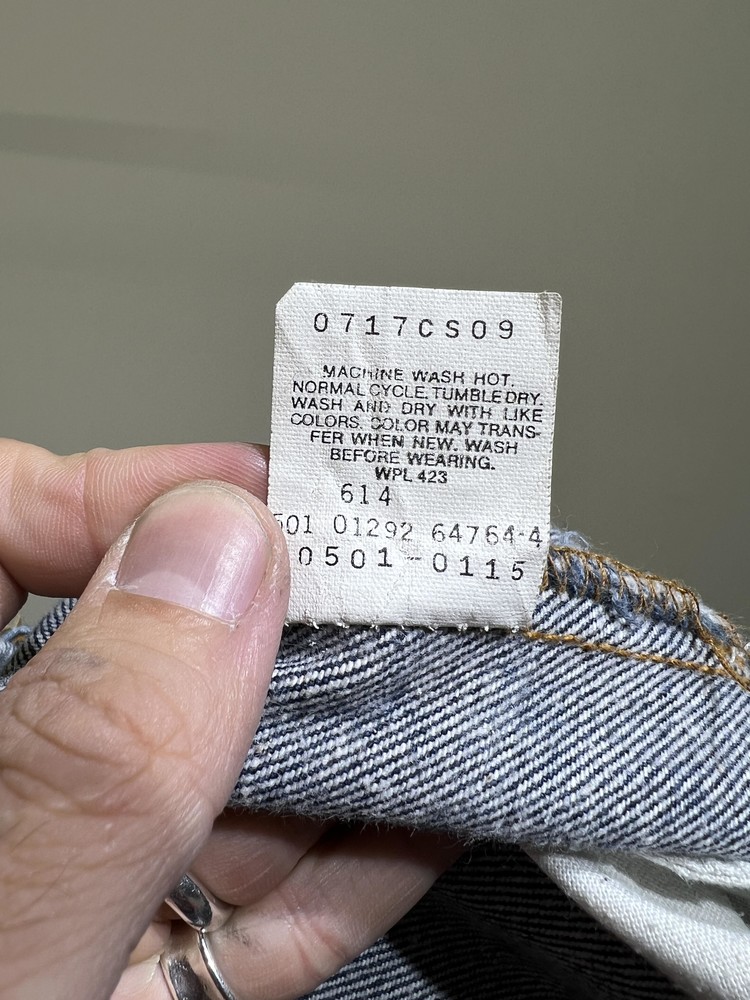 0717CS09
MACHINE WASH HOT.
NORMAL CYCLE. TUMBLE DRY.
WASH AND DRY WITH LIKE
COLORS. COLOR MAY TRANS-
FER WHEN NEW. WASH
BEFORE WEARING.
WPL 423
614
501 01292 64764-4
0501-0115